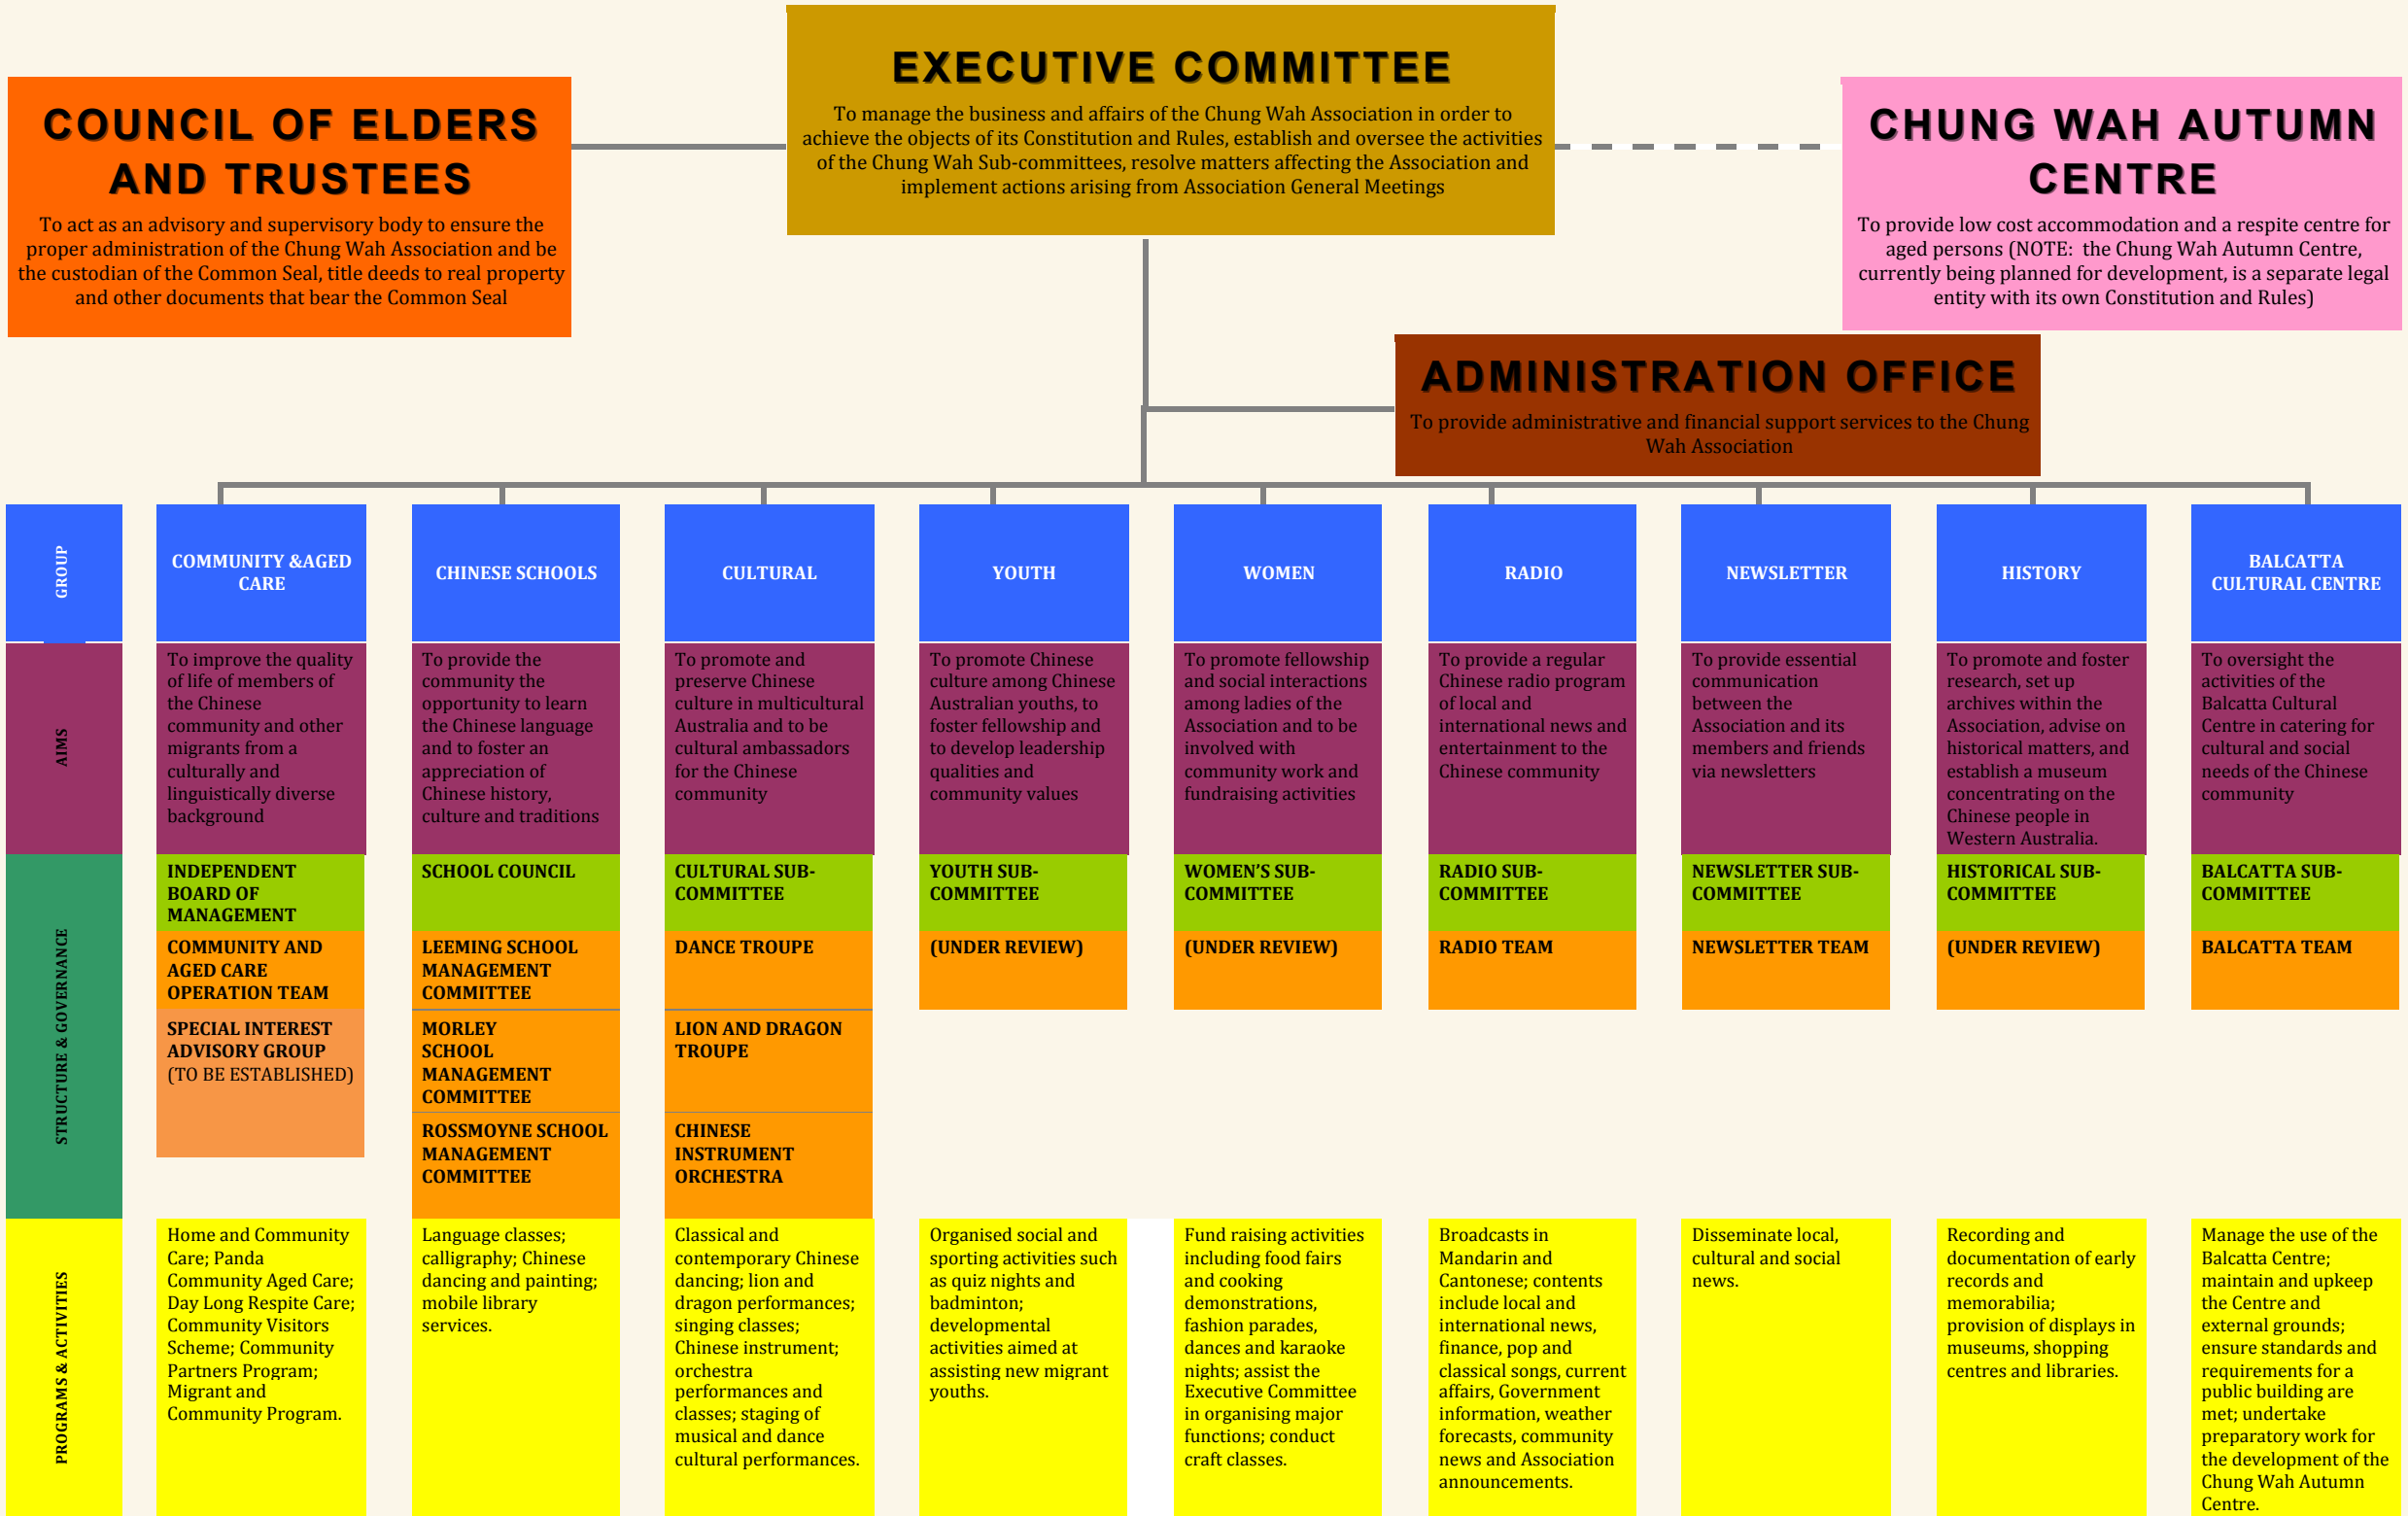 EXECUTIVE COMMITTEE
To manage the business and affairs of the Chung Wah Association in order to
achieve the objects of its Constitution and Rules, establish and oversee the activities
of the Chung Wah Sub-committees, resolve matters affecting the Association and
implement actions arising from Association General Meetings
COUNCIL OF ELDERS
AND TRUSTEES
To act as an advisory and supervisory body to ensure the
proper administration of the Chung Wah Association and be
the custodian of the Common Seal, title deeds to real property
and other documents that bear the Common Seal
CHUNG WAH AUTUMN
CENTRE
To provide low cost accommodation and a respite centre for
aged persons (NOTE: the Chung Wah Autumn Centre,
currently being planned for development, is a separate legal
entity with its own Constitution and Rules)
ADMINISTRATION OFFICE
To provide administrative and financial support services to the Chung
Wah Association
GROUP
COMMUNITY &AGED
CARE
CHINESE SCHOOLS
CULTURAL
YOUTH
WOMEN
RADIO
NEWSLETTER
HISTORY
BALCATTA
CULTURAL CENTRE
AIMS
To improve the quality
of life of members of
the Chinese
community and other
migrants from a
culturally and
linguistically diverse
background
To provide the
community the
opportunity to learn
the Chinese language
and to foster an
appreciation of
Chinese history,
culture and traditions
To promote and
preserve Chinese
culture in multicultural
Australia and to be
cultural ambassadors
for the Chinese
community
To promote Chinese
culture among Chinese
Australian youths, to
foster fellowship and
to develop leadership
qualities and
community values
To promote fellowship
and social interactions
among ladies of the
Association and to be
involved with
community work and
fundraising activities
To provide a regular
Chinese radio program
of local and
international news and
entertainment to the
Chinese community
To provide essential
communication
between the
Association and its
members and friends
via newsletters
To promote and foster
research, set up
archives within the
Association, advise on
historical matters, and
establish a museum
concentrating on the
Chinese people in
Western Australia.
To oversight the
activities of the
Balcatta Cultural
Centre in catering for
cultural and social
needs of the Chinese
community
STRUCTURE & GOVERNANCE
INDEPENDENT
BOARD OF
MANAGEMENT
SCHOOL COUNCIL
CULTURAL SUB-
COMMITTEE
YOUTH SUB-
COMMITTEE
WOMEN’S SUB-
COMMITTEE
RADIO SUB-
COMMITTEE
NEWSLETTER SUB-
COMMITTEE
HISTORICAL SUB-
COMMITTEE
BALCATTA SUB-
COMMITTEE
COMMUNITY AND
AGED CARE
OPERATION TEAM
LEEMING SCHOOL
MANAGEMENT
COMMITTEE
DANCE TROUPE
(UNDER REVIEW)
(UNDER REVIEW)
RADIO TEAM
NEWSLETTER TEAM
(UNDER REVIEW)
BALCATTA TEAM
SPECIAL INTEREST
ADVISORY GROUP
(TO BE ESTABLISHED)
MORLEY
SCHOOL
MANAGEMENT
COMMITTEE
LION AND DRAGON
TROUPE
ROSSMOYNE SCHOOL
MANAGEMENT
COMMITTEE
CHINESE
INSTRUMENT
ORCHESTRA
PROGRAMS & ACTIVITIES
Home and Community
Care; Panda
Community Aged Care;
Day Long Respite Care;
Community Visitors
Scheme; Community
Partners Program;
Migrant and
Community Program.
Language classes;
calligraphy; Chinese
dancing and painting;
mobile library
services.
Classical and
contemporary Chinese
dancing; lion and
dragon performances;
singing classes;
Chinese instrument;
orchestra
performances and
classes; staging of
musical and dance
cultural performances.
Organised social and
sporting activities such
as quiz nights and
badminton;
developmental
activities aimed at
assisting new migrant
youths.
Fund raising activities
including food fairs
and cooking
demonstrations,
fashion parades,
dances and karaoke
nights; assist the
Executive Committee
in organising major
functions; conduct
craft classes.
Broadcasts in
Mandarin and
Cantonese; contents
include local and
international news,
finance, pop and
classical songs, current
affairs, Government
information, weather
forecasts, community
news and Association
announcements.
Disseminate local,
cultural and social
news.
Recording and
documentation of early
records and
memorabilia;
provision of displays in
museums, shopping
centres and libraries.
Manage the use of the
Balcatta Centre;
maintain and upkeep
the Centre and
external grounds;
ensure standards and
requirements for a
public building are
met; undertake
preparatory work for
the development of the
Chung Wah Autumn
Centre.